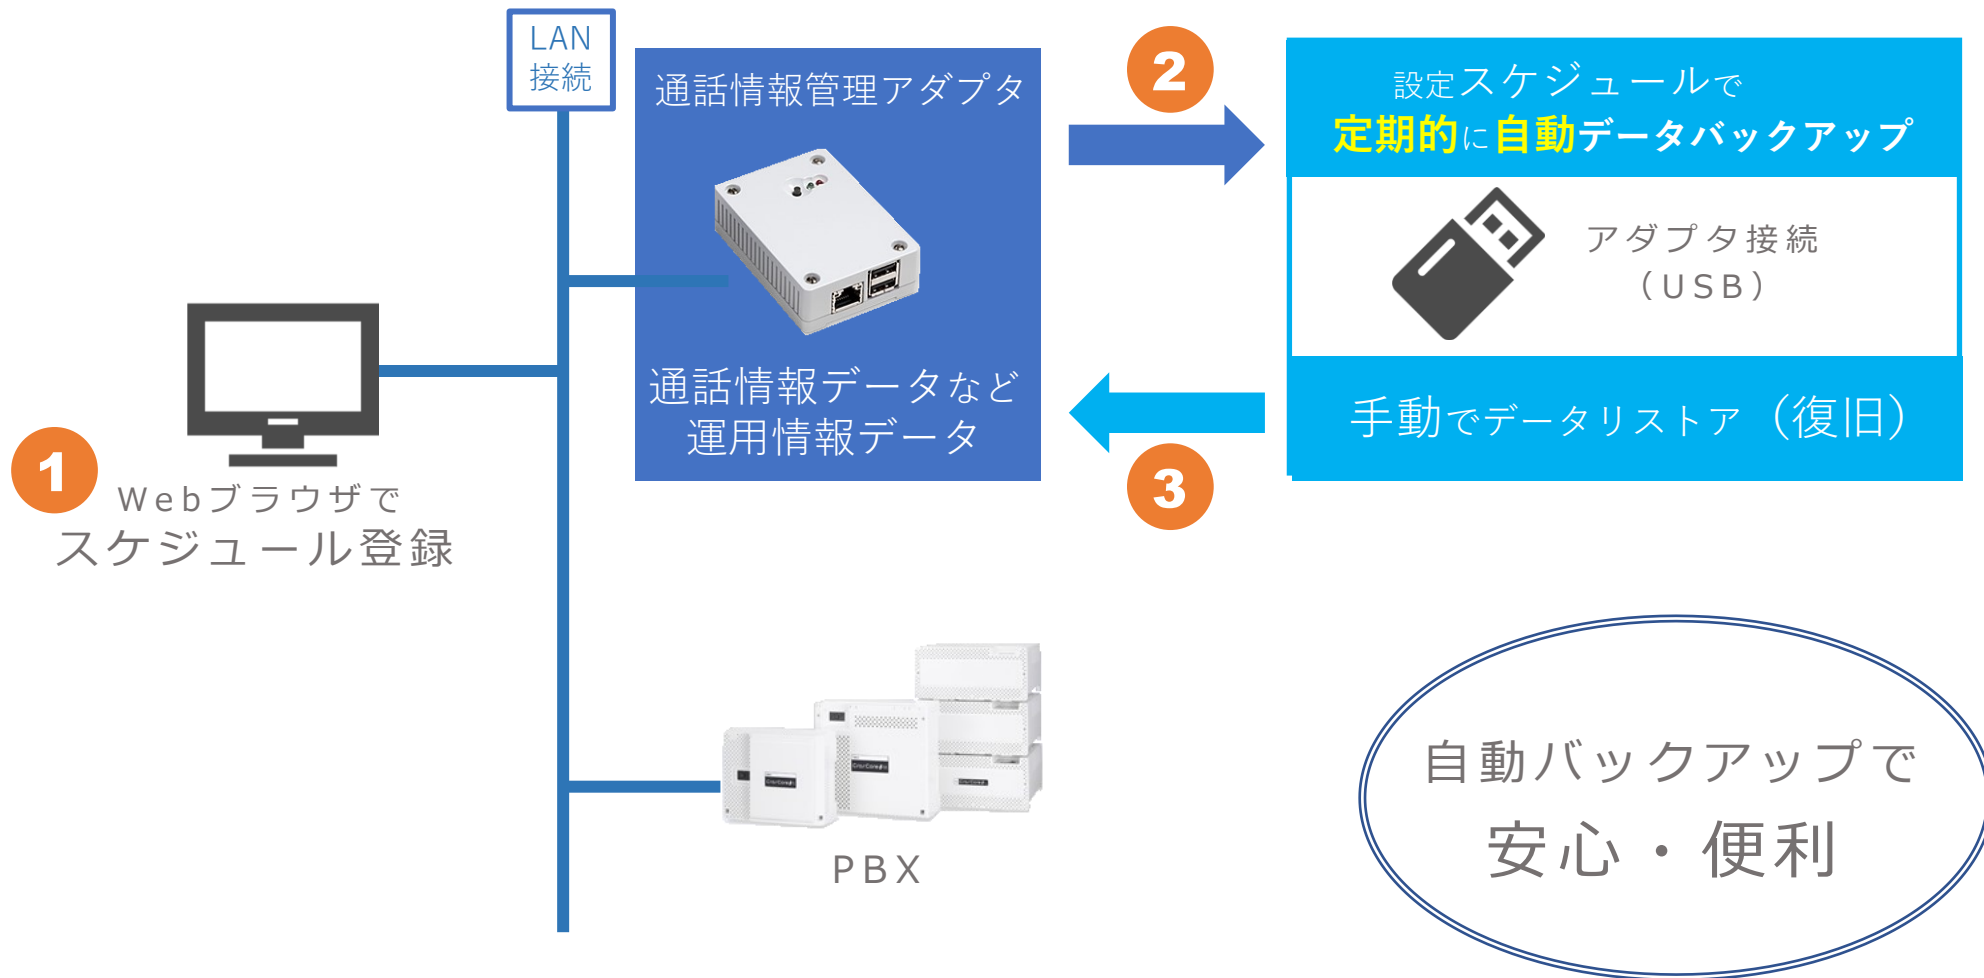 LAN
接続
通話情報管理アダプタ
通話情報データなど
運用情報データ
1
Webブラウザで
スケジュール登録
2
設定スケジュールで
定期的に自動データバックアップ
アダプタ接続
（USB）
手動でデータリストア（復旧）
3
PBX
自動バックアップで
安心・便利